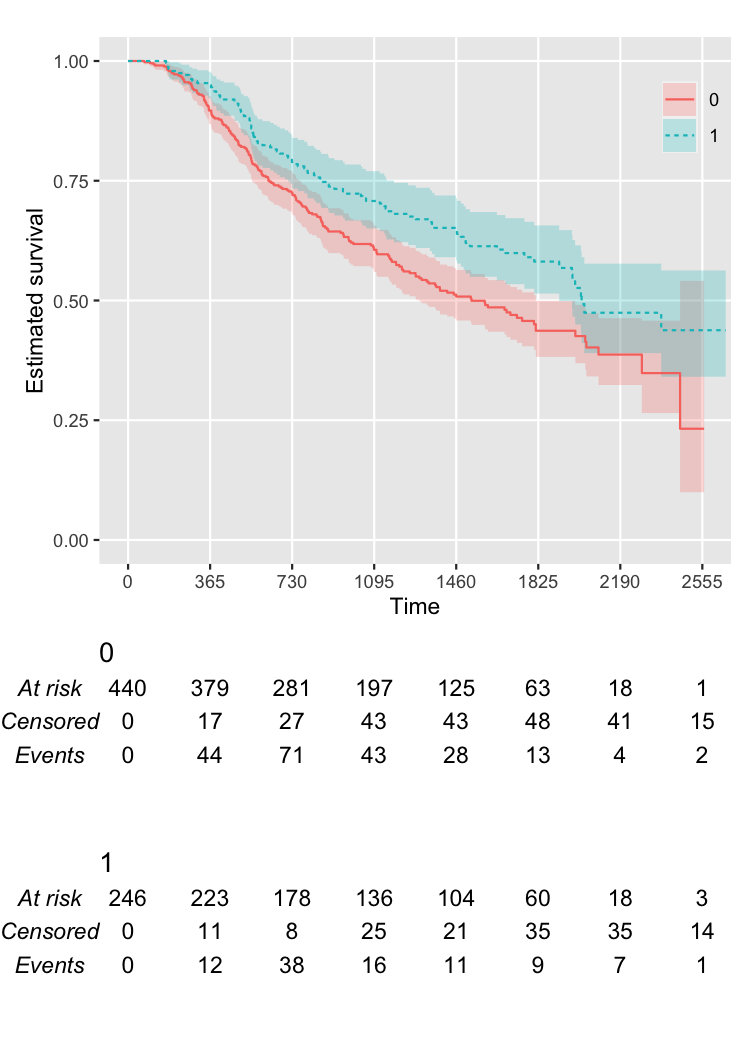 1.00
0.75
0.50
0.25
0.00
Estimated survival
0
1
0 365 730 1095 1460 1825 2190 2555
Time
0
At risk 440 379 281 197 125 63 18 1
Censored 0 17 27 43 43 48 41 15
Events 0 44 71 43 28 13 4 2
1
At risk 246 223 178 136 104 60 18 3
Censored 0 11 8 25 21 35 35 14
Events 0 12 38 16 11 9 7 1